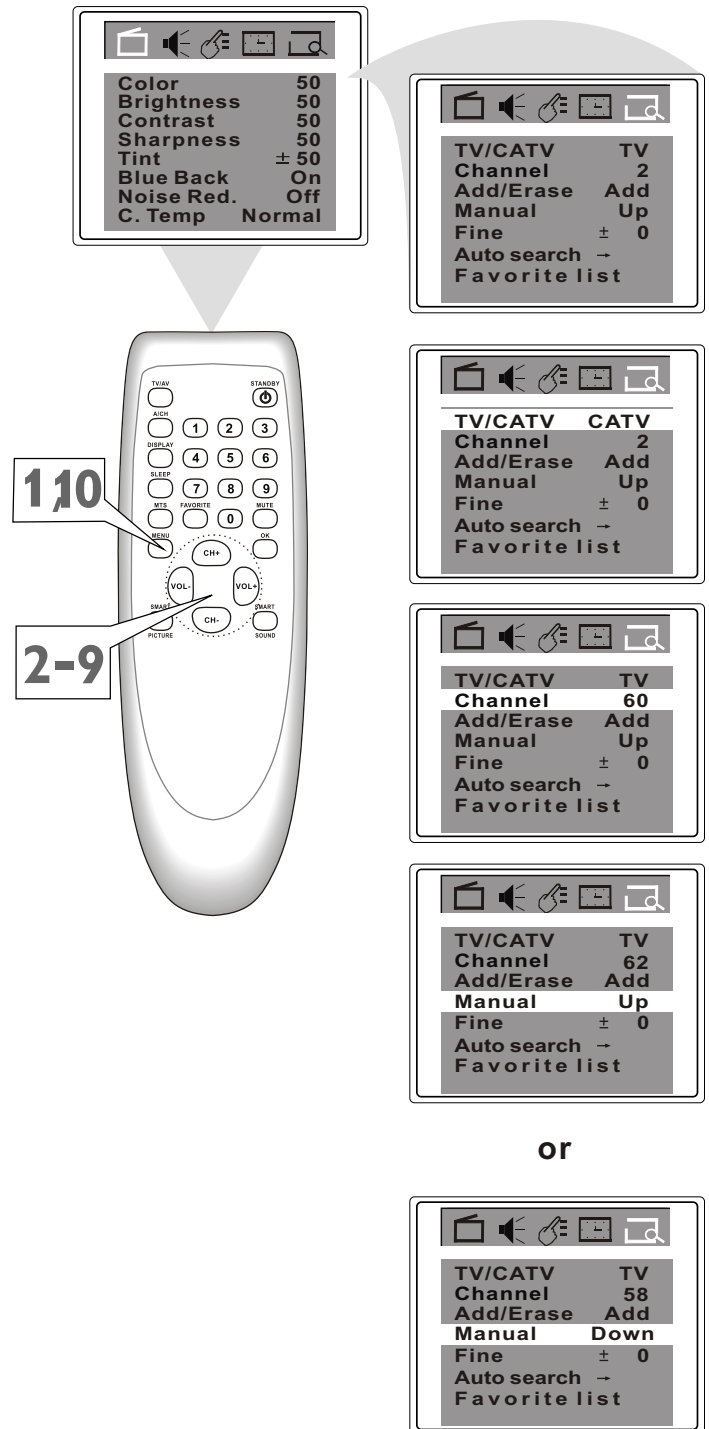 Color 50
Brightness 50
Contrast 50
Sharpness 50
Tint ± 50
Blue Back On
Noise Red. Off
C. Temp Normal
TV/CATV TV
Channel 2
Add/Erase Add
Manual Up
Fine ± 0
Auto search →
Favorite list
TV/AV STANDBY
A/CH 1 2 3
DISPLAY 4 5 6
SLEEP 7 8 9
MTS FAVORITE 0 MUTE
MENU CH+ OK
VOL- VOL+
SMART CH- SMART
PICTURE SOUND
1,10
2-9
TV/CATV CATV
Channel 2
Add/Erase Add
Manual Up
Fine ± 0
Auto search →
Favorite list
TV/CATV TV
Channel 60
Add/Erase Add
Manual Up
Fine ± 0
Auto search →
Favorite list
TV/CATV TV
Channel 62
Add/Erase Add
Manual Up
Fine ± 0
Auto search →
Favorite list
or
TV/CATV TV
Channel 58
Add/Erase Add
Manual Down
Fine ± 0
Auto search →
Favorite list